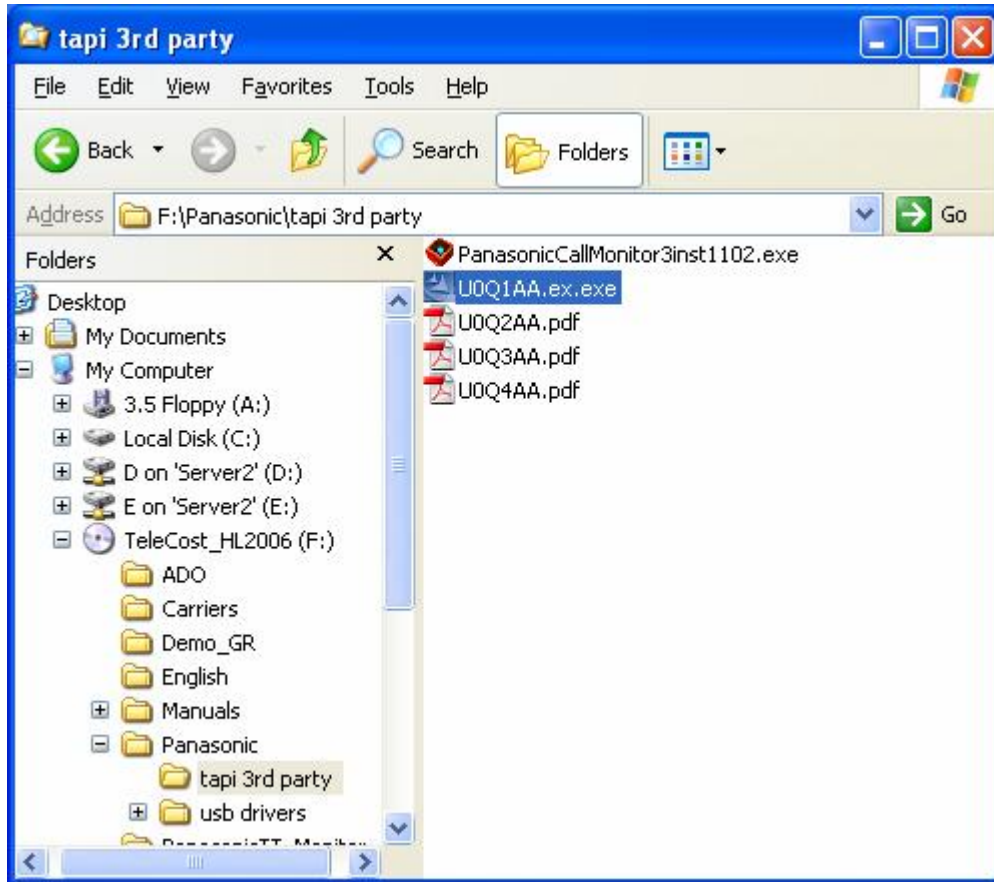 tapi 3rd party
File Edit View Favorites Tools Help
Back Search Folders
Address F:\Panasonic\tapi 3rd party Go
Folders
Desktop
My Documents
My Computer
3.5 Floppy (A:)
Local Disk (C:)
D on 'Server2' (D:)
E on 'Server2' (E:)
TeleCost_HL2006 (F:)
ADO
Carriers
Demo_GR
English
Manuals
Panasonic
tapi 3rd party
usb drivers
PanasonicCallMonitor3inst1102.exe
U0Q1AA.ex.exe
U0Q2AA.pdf
U0Q3AA.pdf
U0Q4AA.pdf